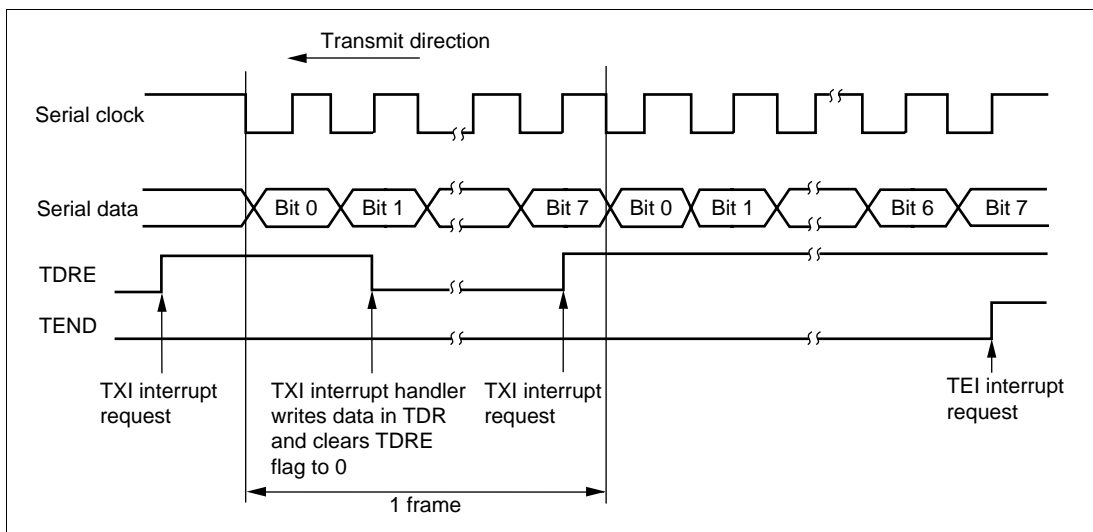 Transmit direction
Serial clock
Serial data
Bit 0
Bit 1
Bit 7
Bit 0
Bit 1
Bit 6
Bit 7
TDRE
TEND
TXI interrupt
request
TXI interrupt handler
writes data in TDR
and clears TDRE
flag to 0
TXI interrupt
request
TEI interrupt
request
1 frame